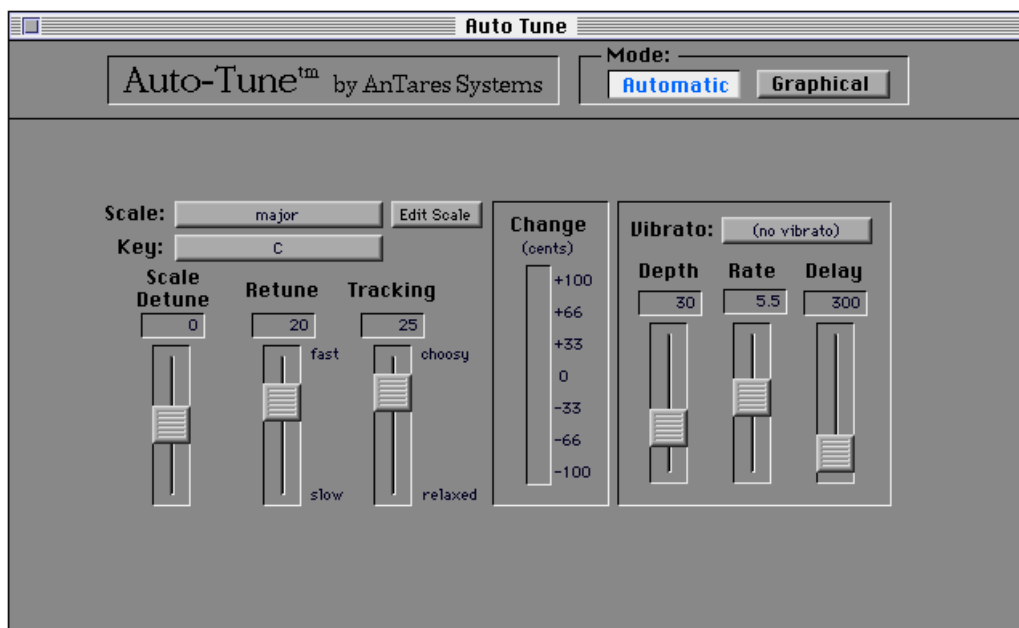 Auto Tune
Auto-Tune™ by AnTares Systems
Mode:
Automatic Graphical
Scale: major Edit Scale
Key: C
Scale Detune
0
Retune
20
fast
slow
Tracking
25
choosy
relaxed
Change
(cents)
+100
+66
+33
0
-33
-66
-100
Vibrato: (no vibrato)
Depth Rate Delay
30 5.5 300